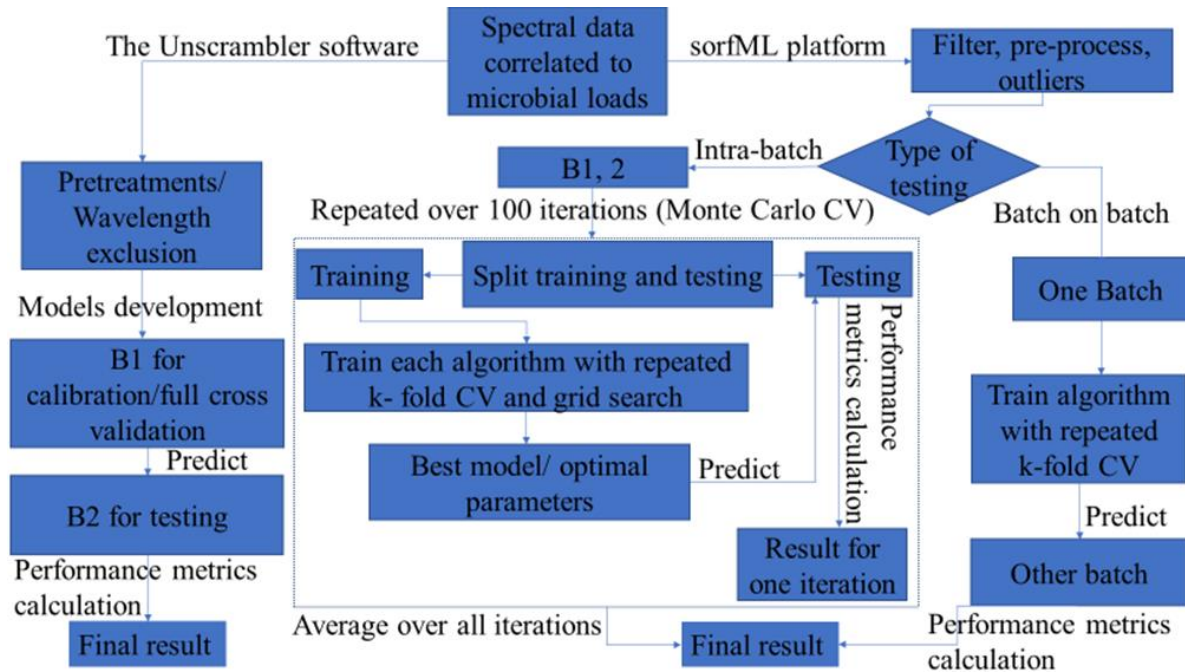 The Unscrambler software
Spectral data
correlated to
microbial loads
sorfML platform
Filter, pre-process,
outliers
Type of
testing
Intra-batch
B1, 2
Batch on batch
Pretreatments/
Wavelength
exclusion
Repeated over 100 iterations (Monte Carlo CV)
Training
Split training and testing
Testing
One Batch
Models development
B1 for
calibration/full cross
validation
Train each algorithm with repeated
k- fold CV and grid search
Performance
metrics calculation
Train algorithm
with repeated
k-fold CV
Predict
Best model/ optimal
parameters
Predict
Predict
B2 for testing
Result for
one iteration
Other batch
Performance metrics
calculation
Final result
Average over all iterations
Final result
Performance metrics
calculation